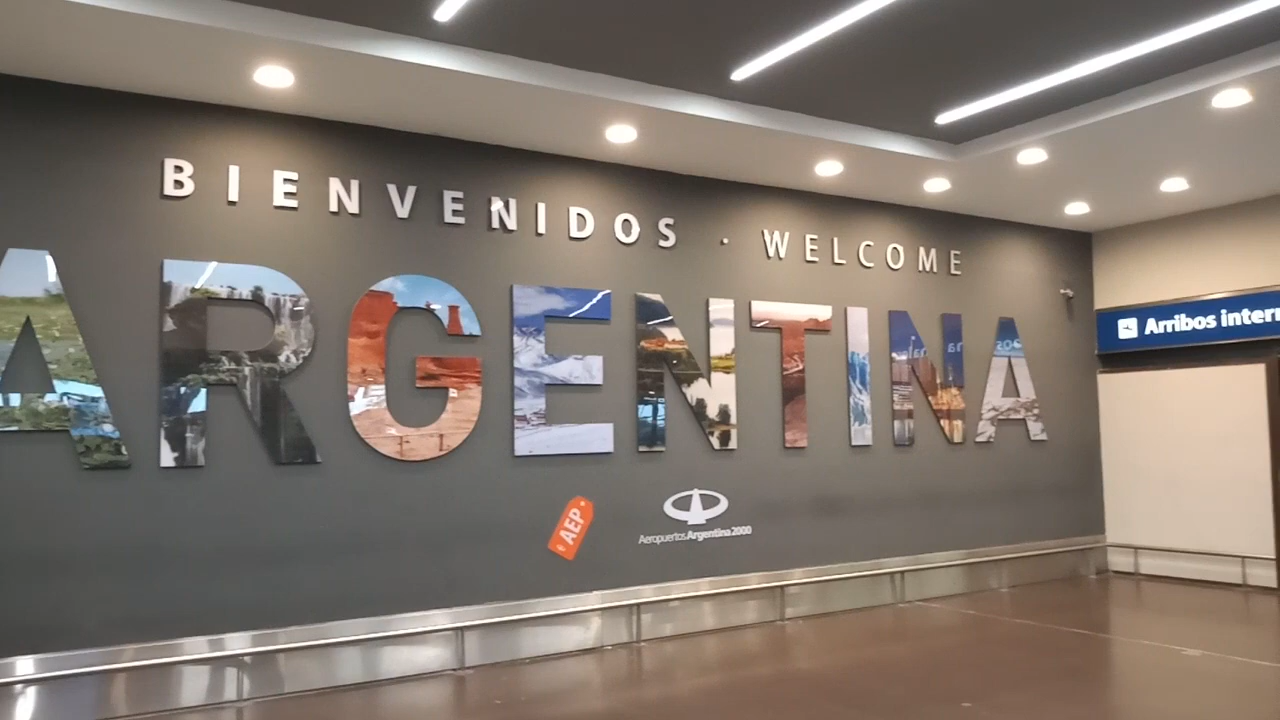 BIENVENIDOS · WELCOME
ARGENTINA
Arribos intern
AEP
Aeropuertos Argentina 2000